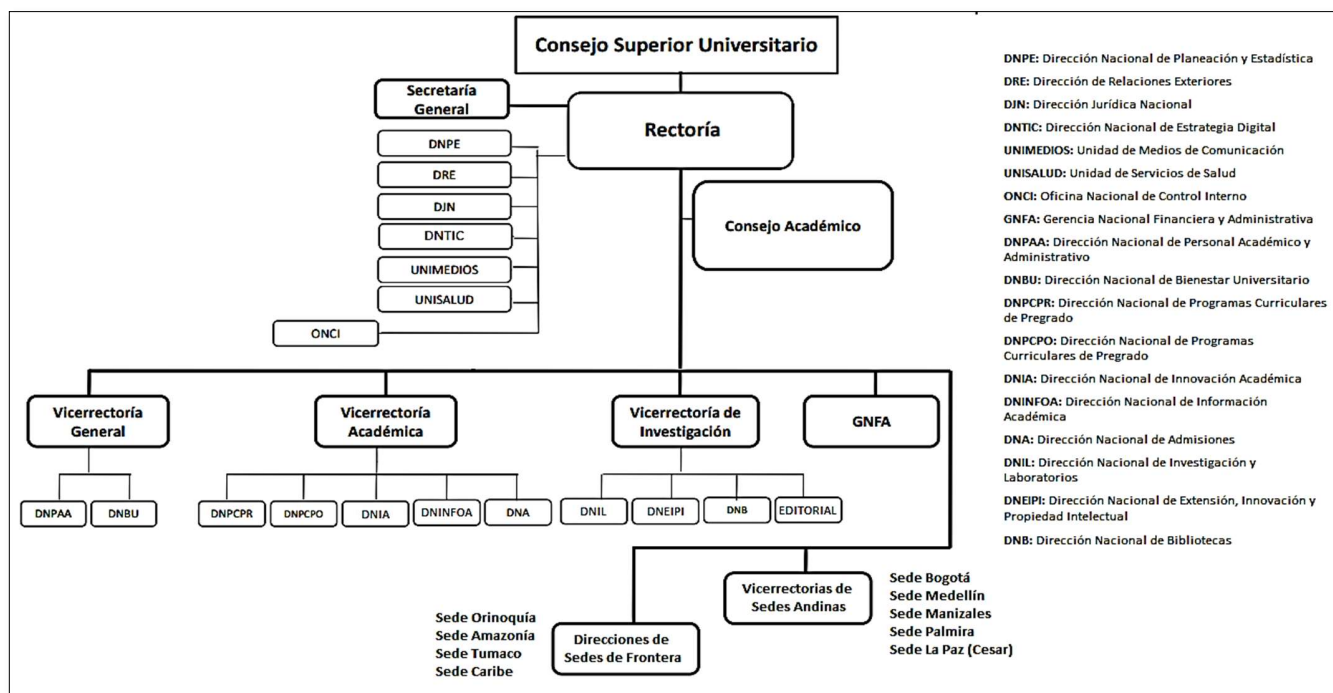 Consejo Superior Universitario
Secretaría
General
Rectoría
DNPE
DRE
DJN
DNTIC
UNIMEDIOS
UNISALUD
ONCI
Consejo Académico
Vicerrectoría
General
Vicerrectoría
Académica
Vicerrectoría de
Investigación
GNFA
DNPAA
DNBU
DNPCPR
DNPCPO
DNIA
DNINFOA
DNA
DNIL
DNEIPI
DNB
EDITORIAL
Sede Orinoquía
Sede Amazonía
Sede Tumaco
Sede Caribe
Direcciones de
Sedes de Frontera
Vicerrectorias de
Sedes Andinas
Sede Bogotá
Sede Medellín
Sede Manizales
Sede Palmira
Sede La Paz (Cesar)
DNPE: Dirección Nacional de Planeación y Estadística
DRE: Dirección de Relaciones Exteriores
DJN: Dirección Jurídica Nacional
DNTIC: Dirección Nacional de Estrategia Digital
UNIMEDIOS: Unidad de Medios de Comunicación
UNISALUD: Unidad de Servicios de Salud
ONCI: Oficina Nacional de Control Interno
GNFA: Gerencia Nacional Financiera y Administrativa
DNPAA: Dirección Nacional de Personal Académico y
Administrativo
DNBU: Dirección Nacional de Bienestar Universitario
DNPCPR: Dirección Nacional de Programas Curriculares
de Pregrado
DNPCPO: Dirección Nacional de Programas
Curriculares de Pregrado
DNIA: Dirección Nacional de Innovación Académica
DNINFOA: Dirección Nacional de Información
Académica
DNA: Dirección Nacional de Admisiones
DNIL: Dirección Nacional de Investigación y
Laboratorios
DNEIPI: Dirección Nacional de Extensión, Innovación y
Propiedad Intelectual
DNB: Dirección Nacional de Bibliotecas